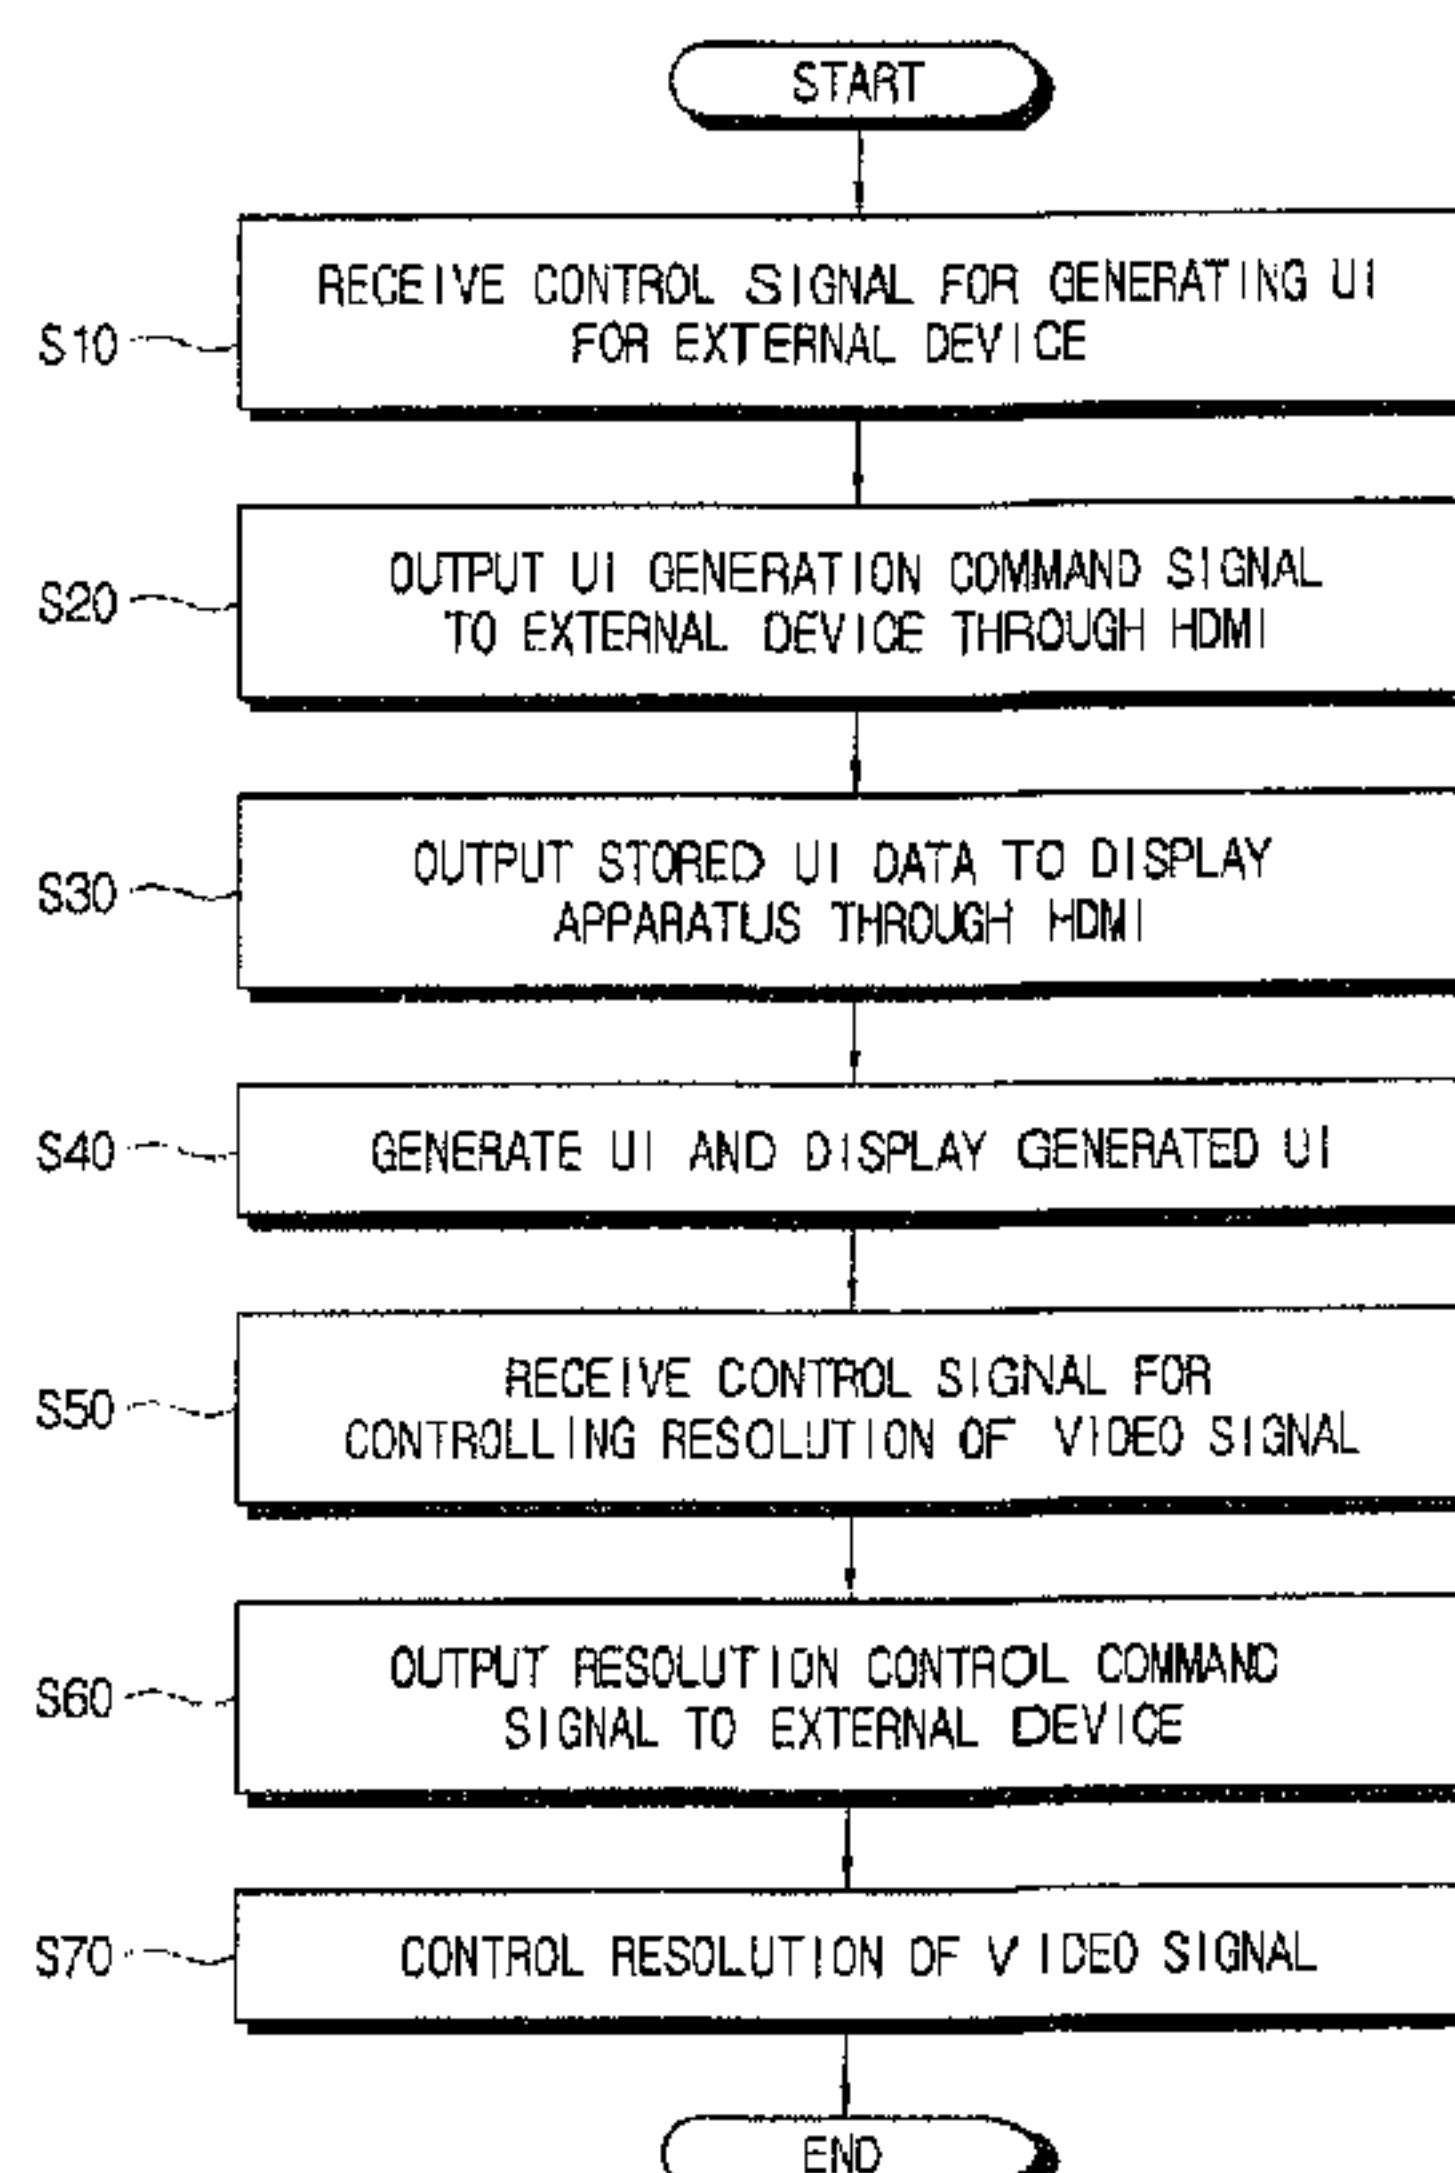 START
RECEIVE CONTROL SIGNAL FOR GENERATING UI
FOR EXTERNAL DEVICE
S10
OUTPUT UI GENERATION COMMAND SIGNAL
TO EXTERNAL DEVICE THROUGH HDMI
S20
OUTPUT STORED UI DATA TO DISPLAY
APPARATUS THROUGH HDMI
S30
GENERATE UI AND DISPLAY GENERATED UI
S40
RECEIVE CONTROL SIGNAL FOR
CONTROLLING RESOLUTION OF VIDEO SIGNAL
S50
OUTPUT RESOLUTION CONTROL COMMAND
SIGNAL TO EXTERNAL DEVICE
S60
CONTROL RESOLUTION OF VIDEO SIGNAL
S70
END